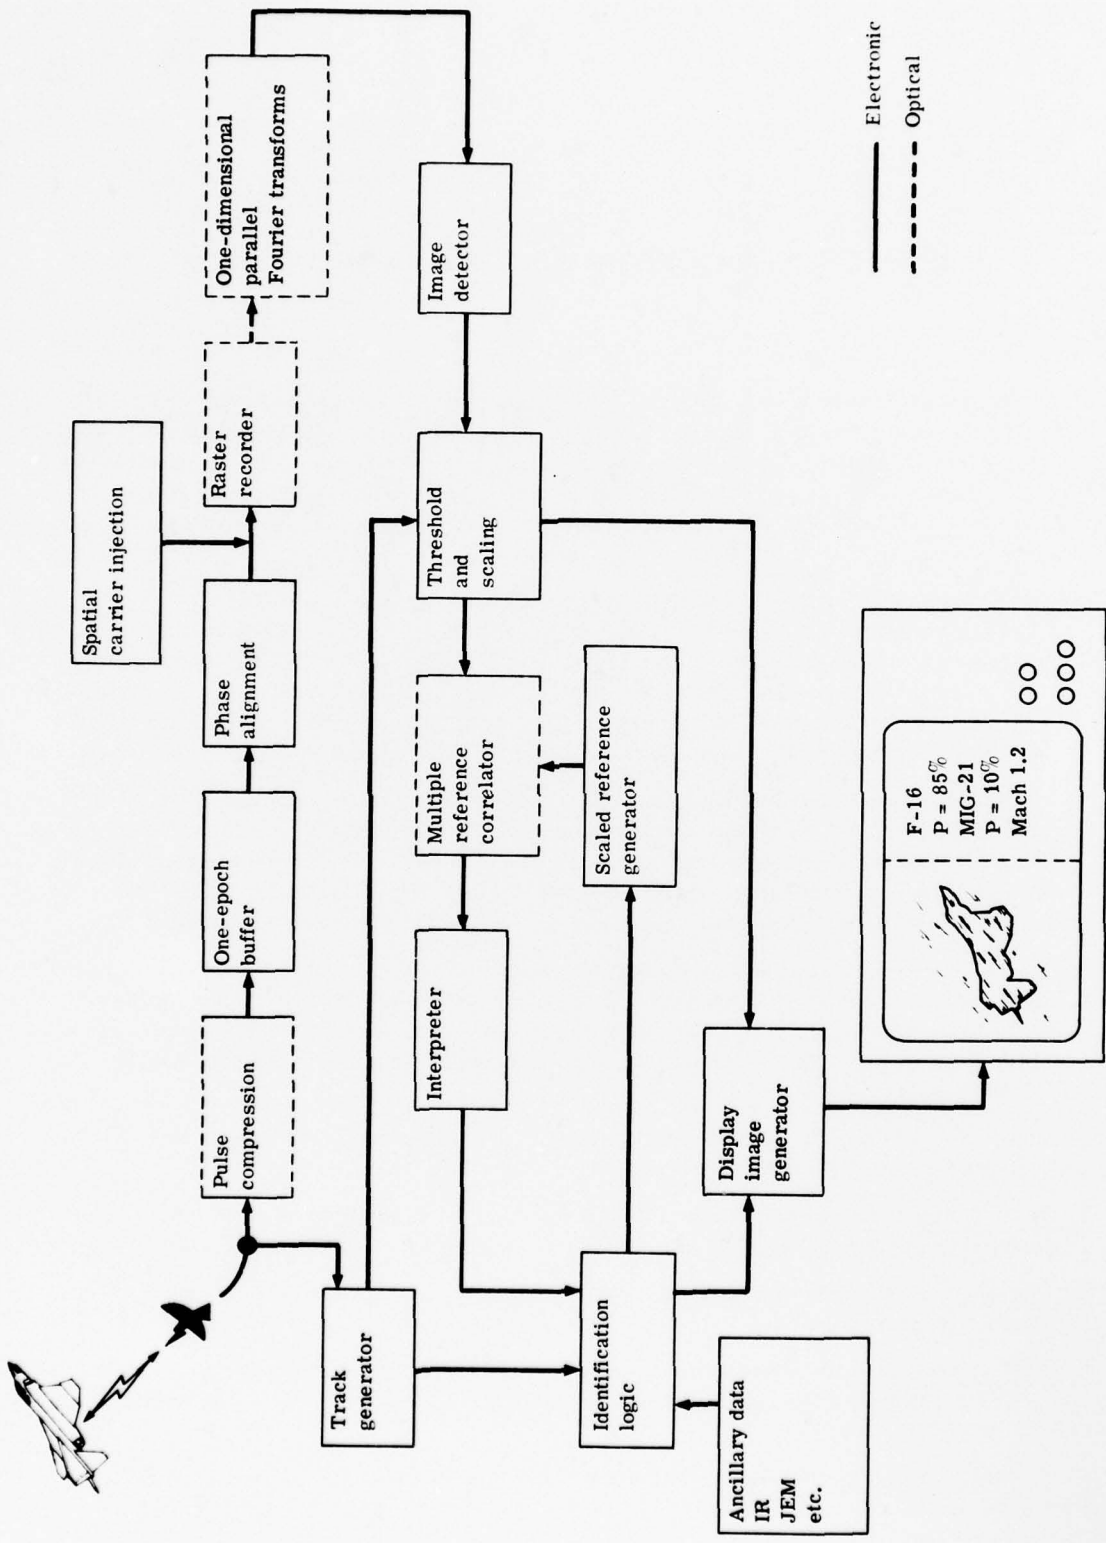 Spatial
carrier injection
Pulse
compression
One-epoch
buffer
Phase
alignment
Raster
recorder
One-dimensional
parallel
Fourier transforms
Track
generator
Interpreter
Multiple
reference
correlator
Threshold
and
scaling
Image
detector
Identification
logic
Scaled reference
generator
Ancillary data
IR
JEM
etc.
Display
image
generator
F-16
P = 85%
MIG-21
P = 10%
Mach 1.2
Electronic
Optical